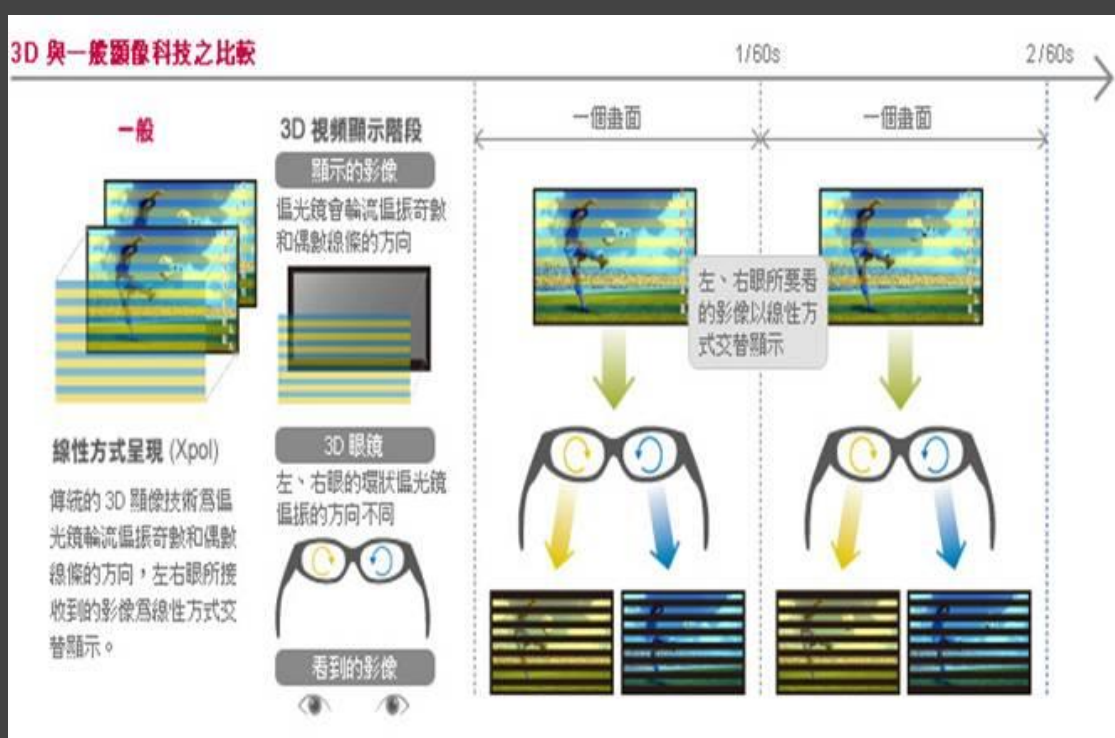 3D 與一般顯像科技之比較
1/60s
2/60s
一般
3D 視頻顯示階段
一個畫面
一個畫面
顯示的影像
偏光鏡會輪流偏振奇數
和偶數線條的方向
左、右眼所要看
的影像以線性方
式交替顯示
線性方式呈現 (Xpol)
傳統的 3D 顯像技術為偏
光鏡輪流偏振奇數和偶數
線條的方向，左右眼所接
收到的影像為線性方式交
替顯示。
3D 眼鏡
左、右眼的環狀偏光鏡
偏振的方向不同
看到的影像